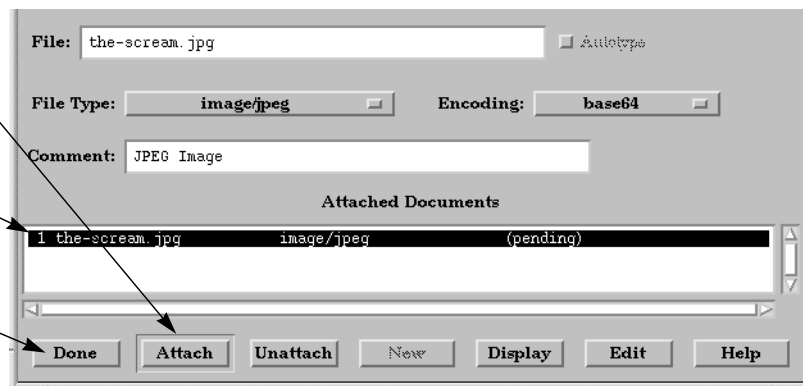 File: the-scream.jpg Autotype
File Type: image/jpeg Encoding: base64
Comment: JPEG Image
Attached Documents
1 the-scream.jpg image/jpeg (pending)
Done Attach Unattach New Display Edit Help